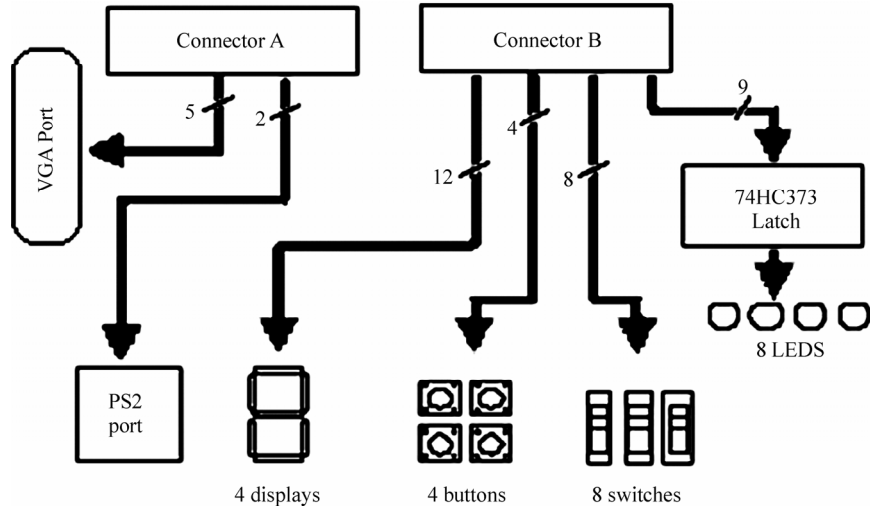 Connector A
Connector B
VGA Port
5
2
12
4
8
9
74HC373
Latch
8 LEDS
PS2
port
4 displays
4 buttons
8 switches